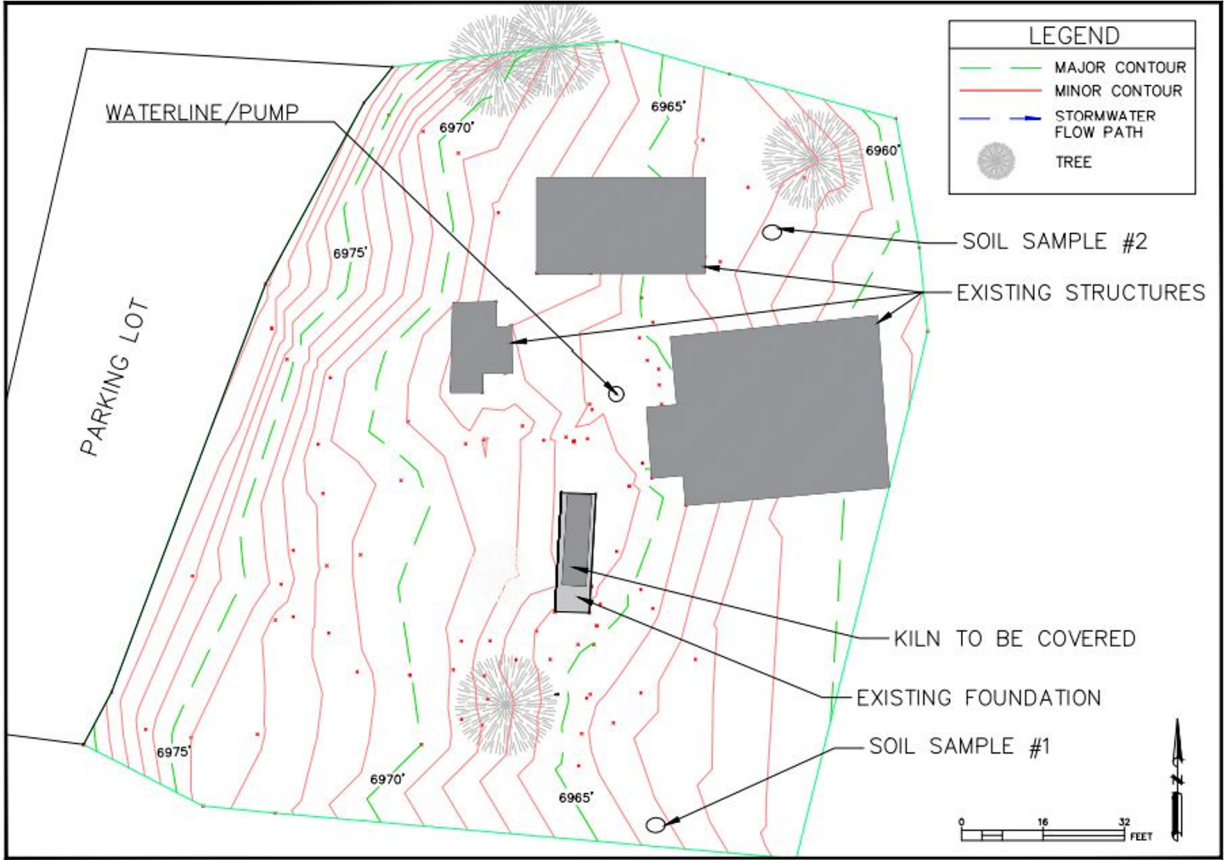 LEGEND
MAJOR CONTOUR
MINOR CONTOUR
STORMWATER
FLOW PATH
TREE
WATERLINE/PUMP
6965'
6970'
6960'
6975'
SOIL SAMPLE #2
EXISTING STRUCTURES
PARKING LOT
KILN TO BE COVERED
EXISTING FOUNDATION
SOIL SAMPLE #1
6975'
6970'
6965'
N
0 16 32
FEET